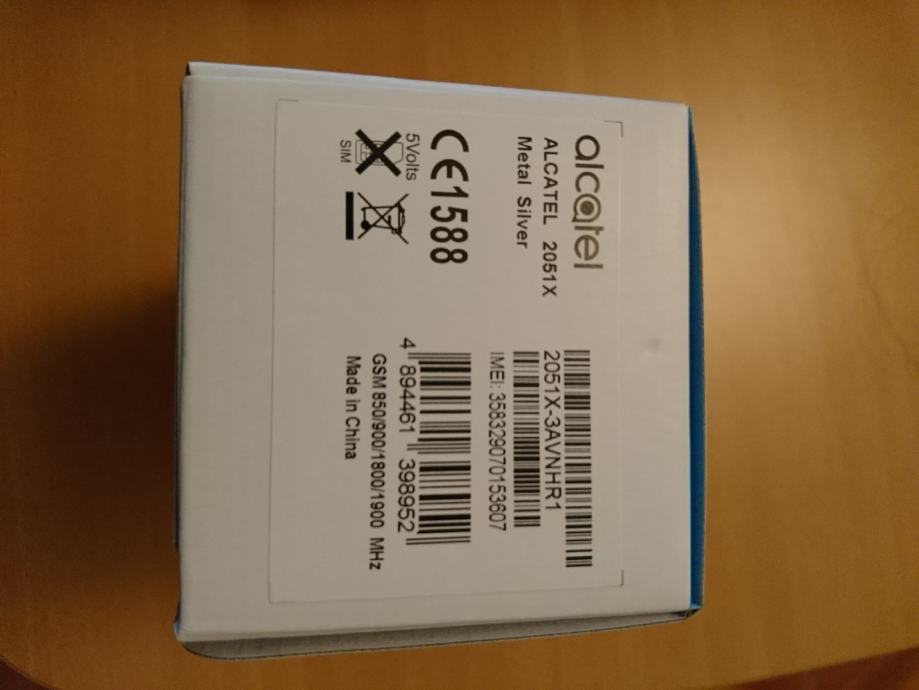 alcatel
ALCATEL 2051X
Metal Silver
CE1588
5Volts
SIM
2051X-3AVNHR1
IMEI: 358329070153607
4 894461 398952
GSM 850/900/1800/1900 MHz
Made in China